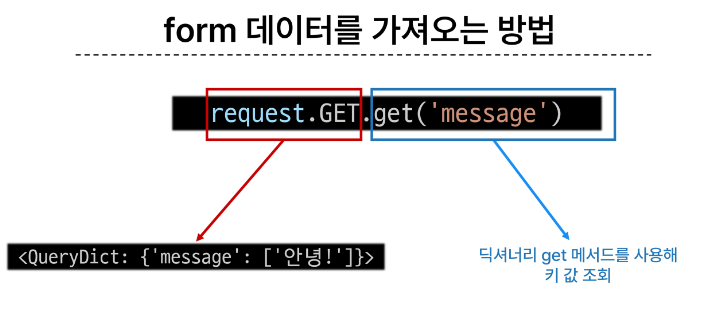 form 데이터를 가져오는 방법
request.GET.get('message')
<QueryDict: {'message': ['안녕!']}>
딕셔너리 get 메서드를 사용해
키 값 조회